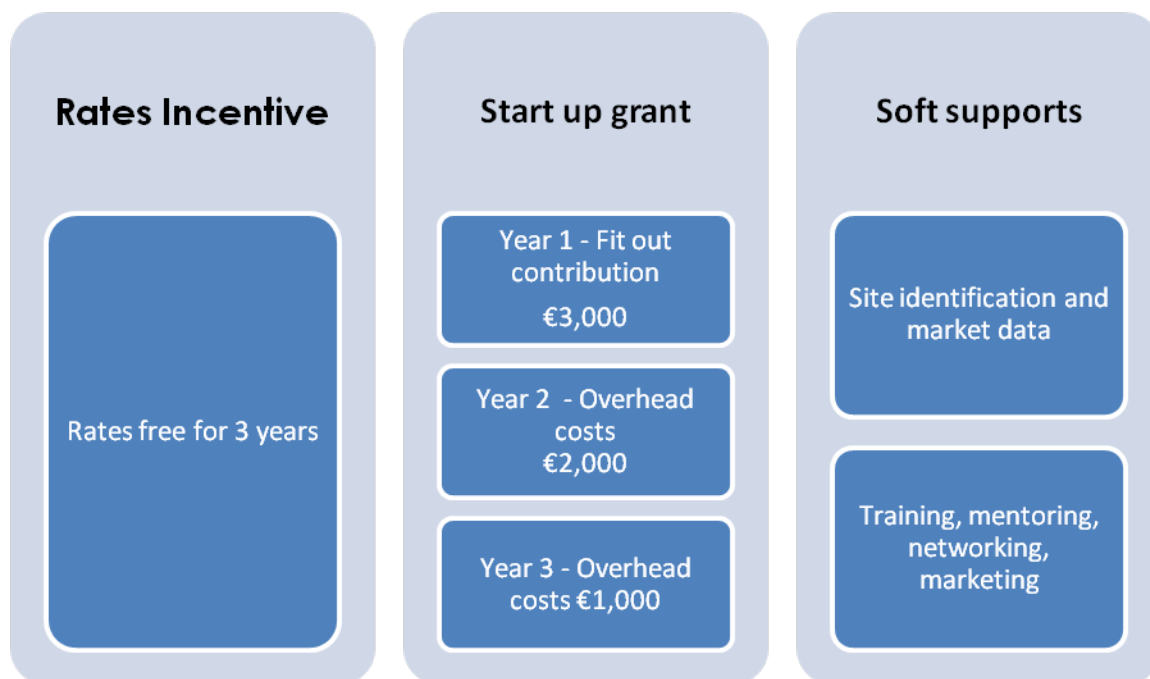 Rates Incentive
Rates free for 3 years
Start up grant
Year 1 - Fit out
contribution
€3,000
Year 2  - Overhead
costs
€2,000
Year 3 - Overhead
costs €1,000
Soft supports
Site identification and
market data
Training, mentoring,
networking,
marketing